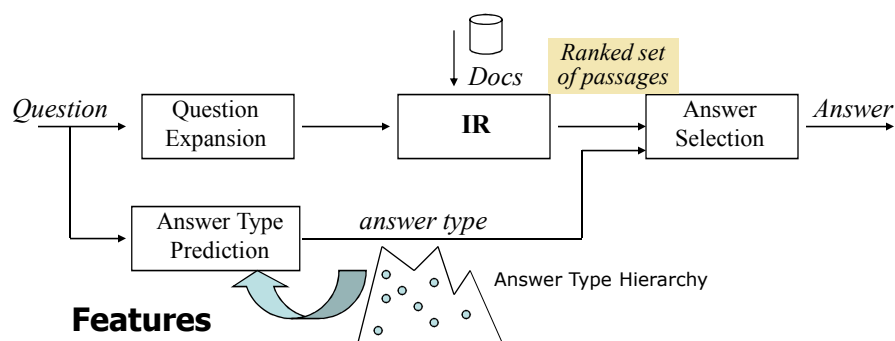 Ranked set
of passages
Docs
Question
Question
Expansion
IR
Answer
Selection
Answer
Answer Type
Prediction
answer type
Answer Type Hierarchy
Features